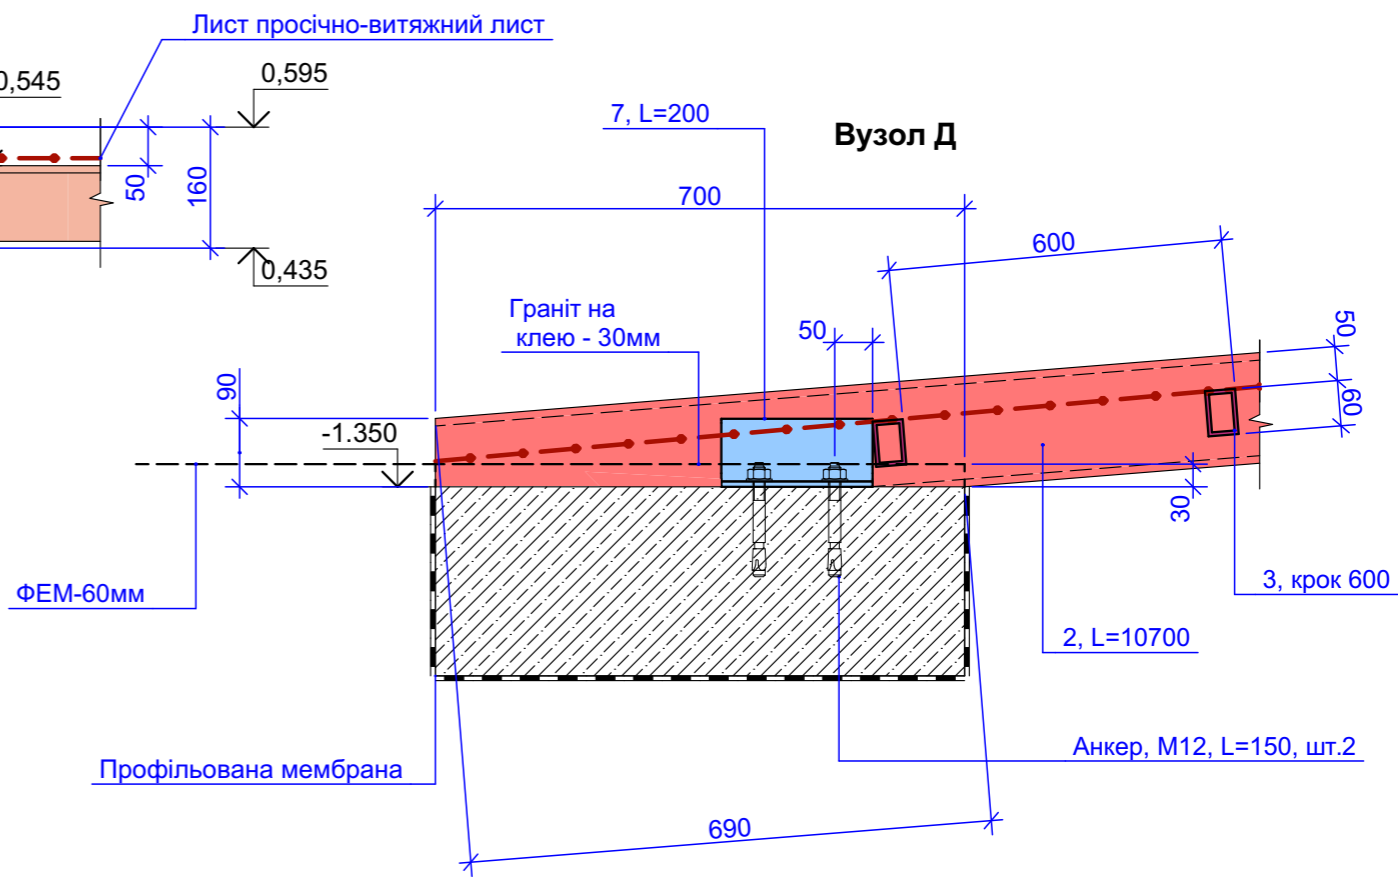 Лист просічно-витяжний лист
0,545
0,595
50
160
0,435
7, L=200
Вузол Д
700
600
Граніт на
клею - 30мм
50
50
60
90
-1.350
30
ФЕМ-60мм
3, крок 600
2, L=10700
Профільована мембрана
Анкер, М12, L=150, шт.2
690